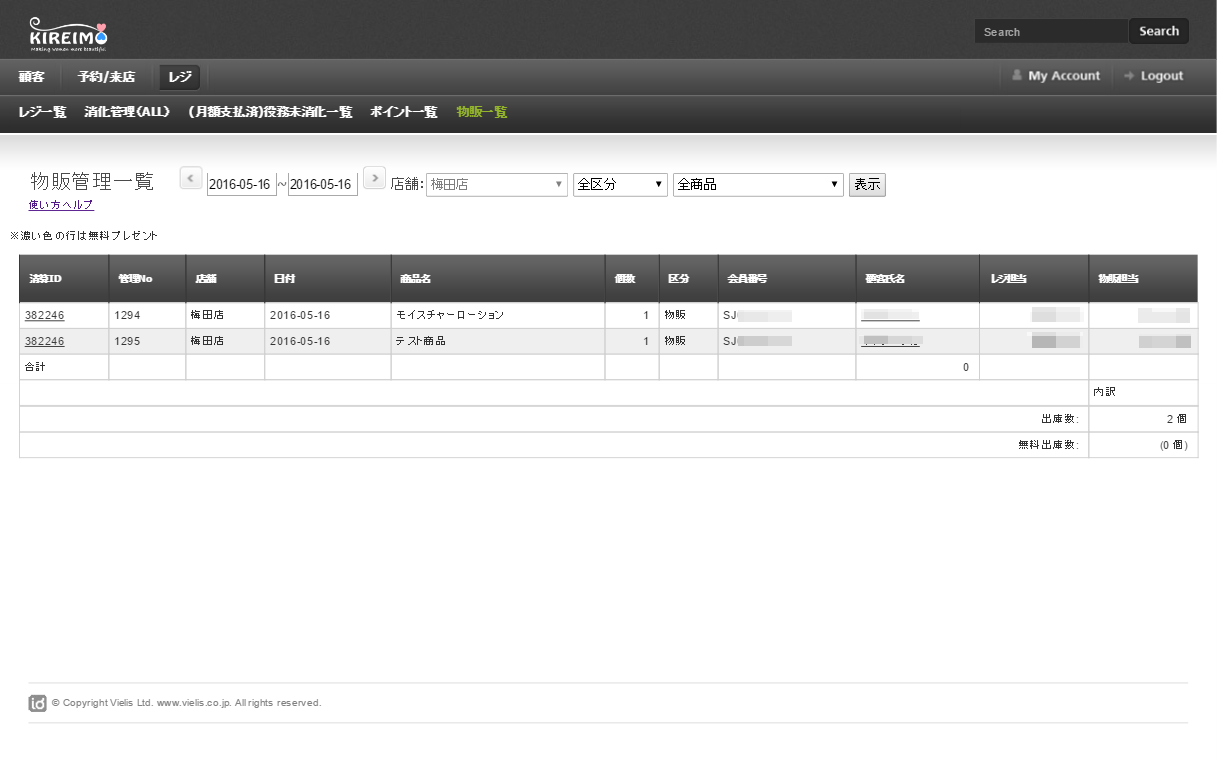 KIREIMO
making women more beautiful.
Search Search
顧客 予約/来店 レジ My Account Logout
レジ一覧 消化管理(ALL) (月額支払済)役務未消化一覧 ポイント一覧 物販一覧
物販管理一覧 2016-05-16 ~ 2016-05-16 店舗: 梅田店 全区分 全商品 表示
使い方ヘルプ
※濃い色の行は無料プレゼント
清算ID 管理No 店舗 日付 商品名 個数 区分 会員番号 顧客氏名 レジ担当 物販担当
382246 1294 梅田店 2016-05-16 モイスチャーローション 1 物販 SJ
382246 1295 梅田店 2016-05-16 テスト商品 1 物販 SJ
合計 0
内訳
出庫数: 2 個
無料出庫数: (0 個)
id © Copyright Vielis Ltd. www.vielis.co.jp. All rights reserved.